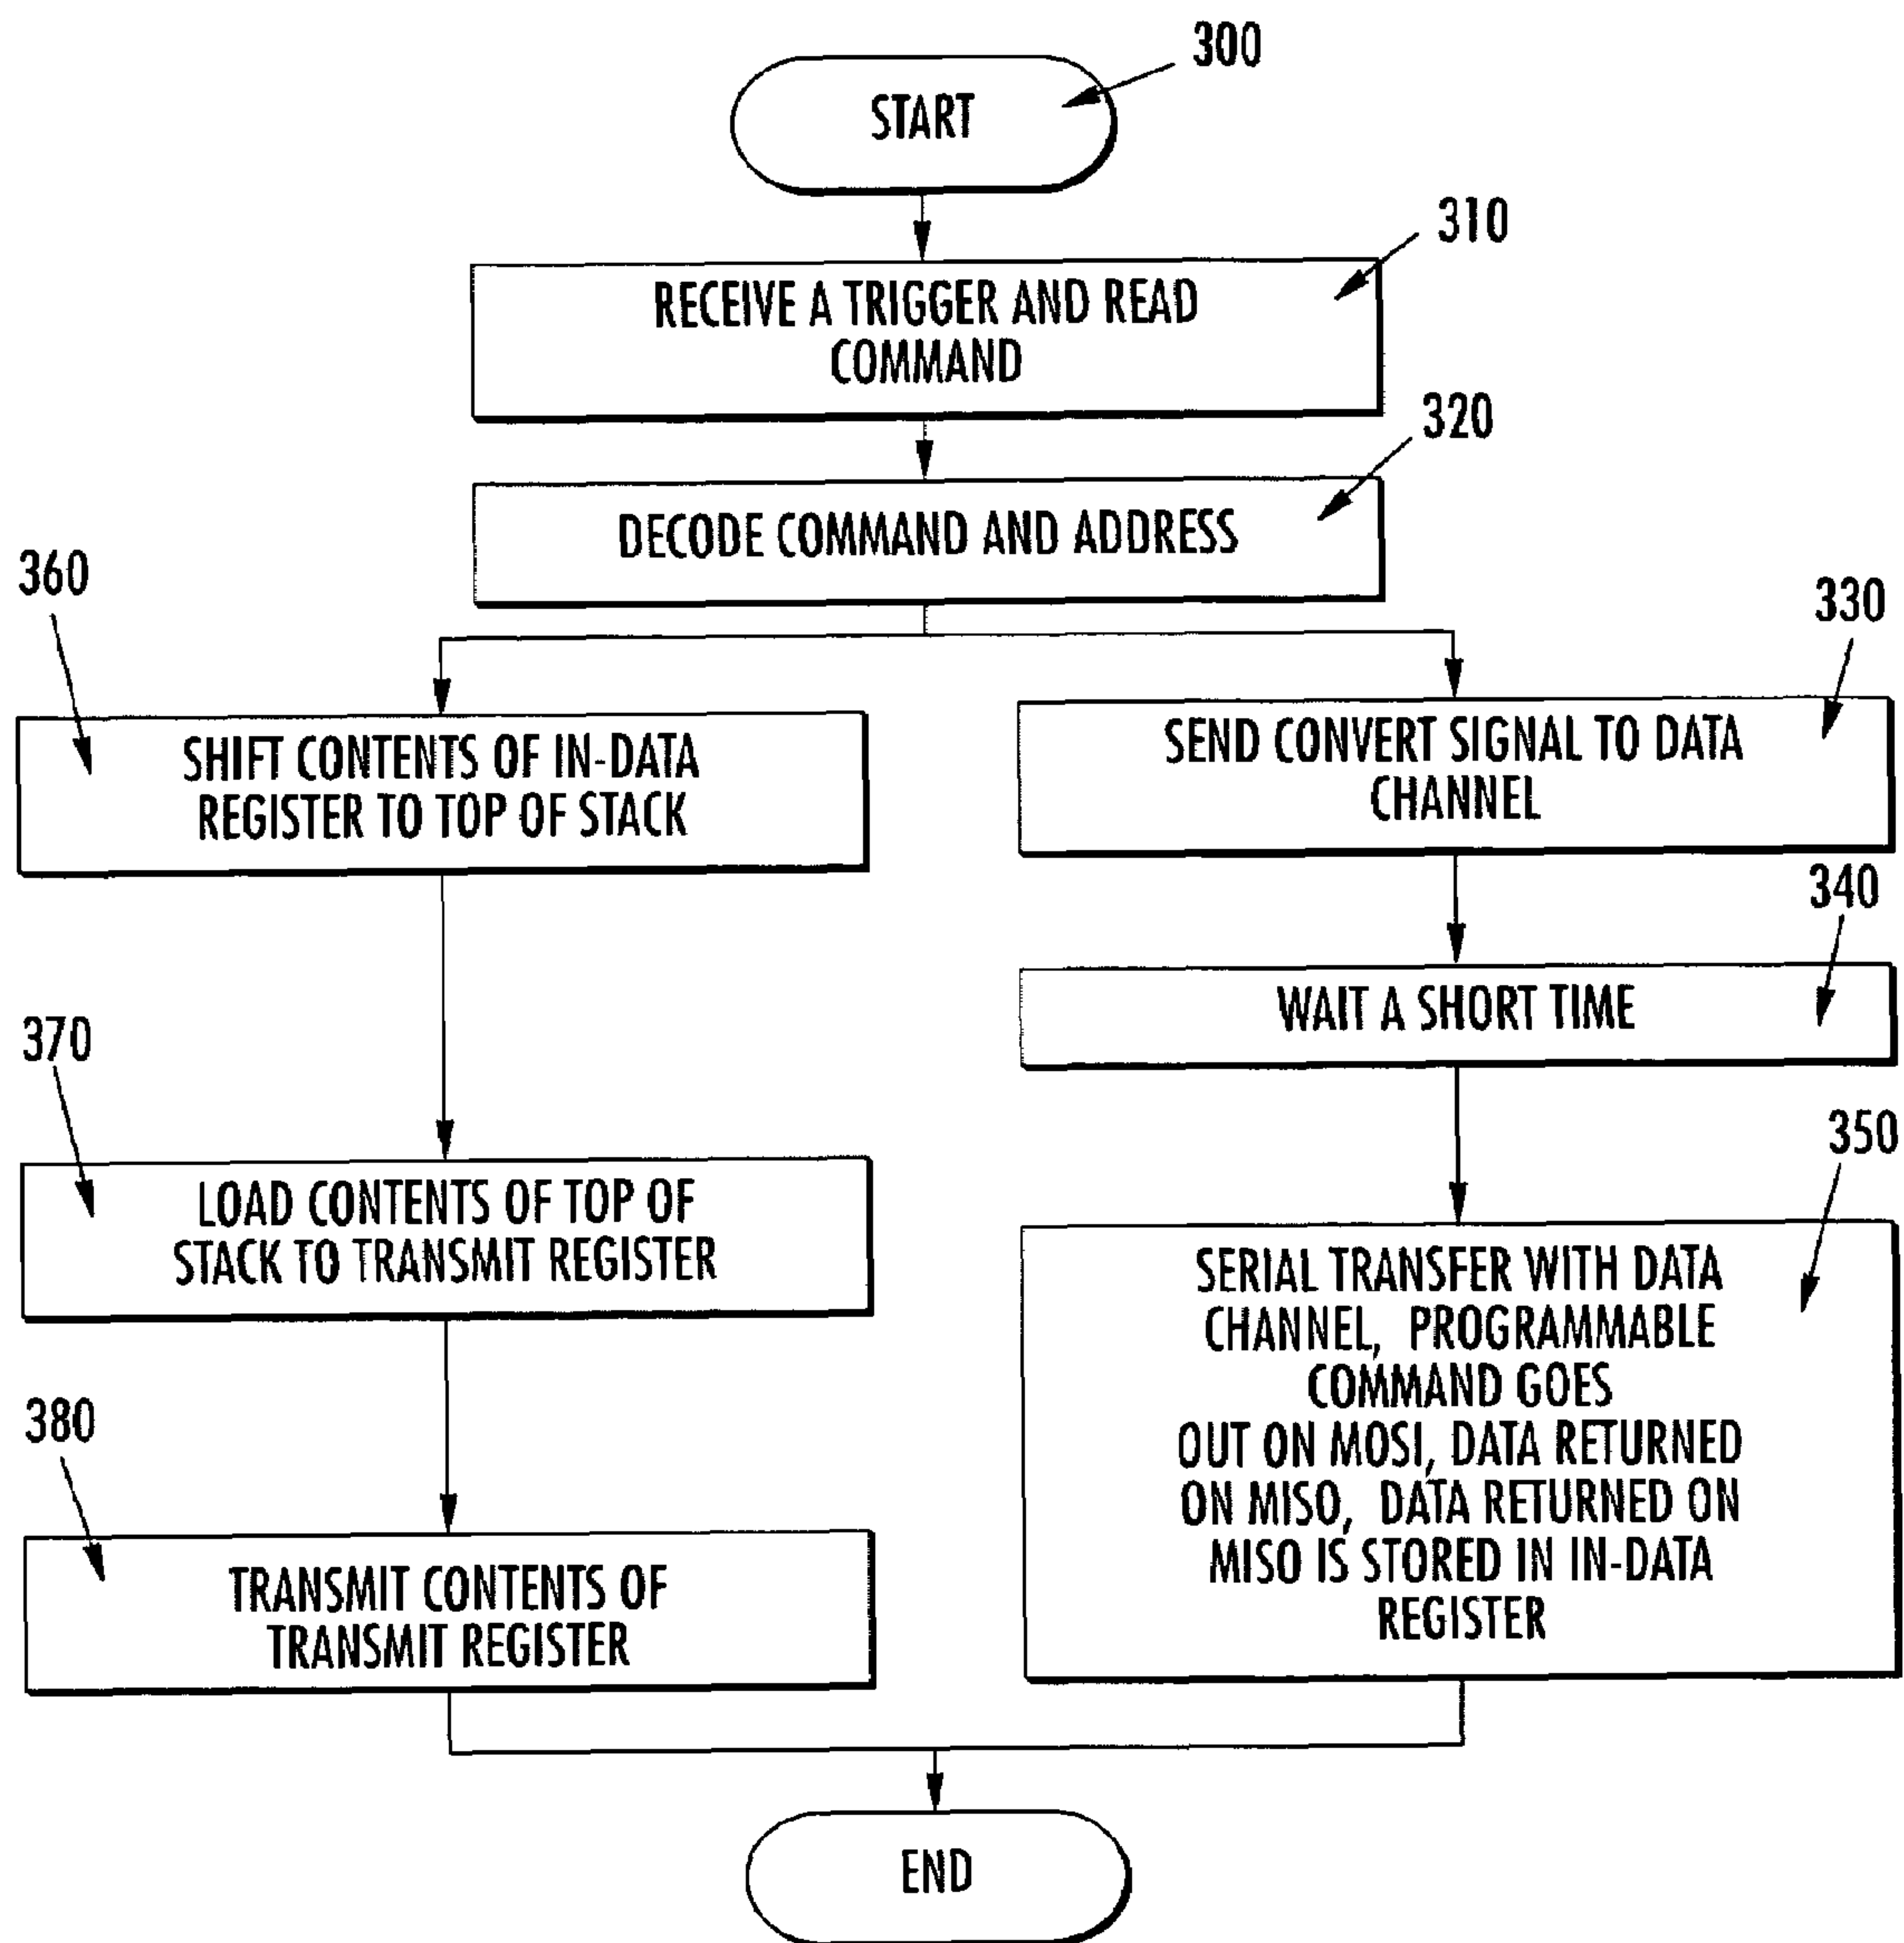 300
START
310
RECEIVE A TRIGGER AND READ
COMMAND
320
DECODE COMMAND AND ADDRESS
360
SHIFT CONTENTS OF IN-DATA
REGISTER TO TOP OF STACK
330
SEND CONVERT SIGNAL TO DATA
CHANNEL
340
WAIT A SHORT TIME
370
LOAD CONTENTS OF TOP OF
STACK TO TRANSMIT REGISTER
350
SERIAL TRANSFER WITH DATA
CHANNEL, PROGRAMMABLE
COMMAND GOES
OUT ON MOSI, DATA RETURNED
ON MISO, DATA RETURNED ON
MISO IS STORED IN IN-DATA
REGISTER
380
TRANSMIT CONTENTS OF
TRANSMIT REGISTER
END